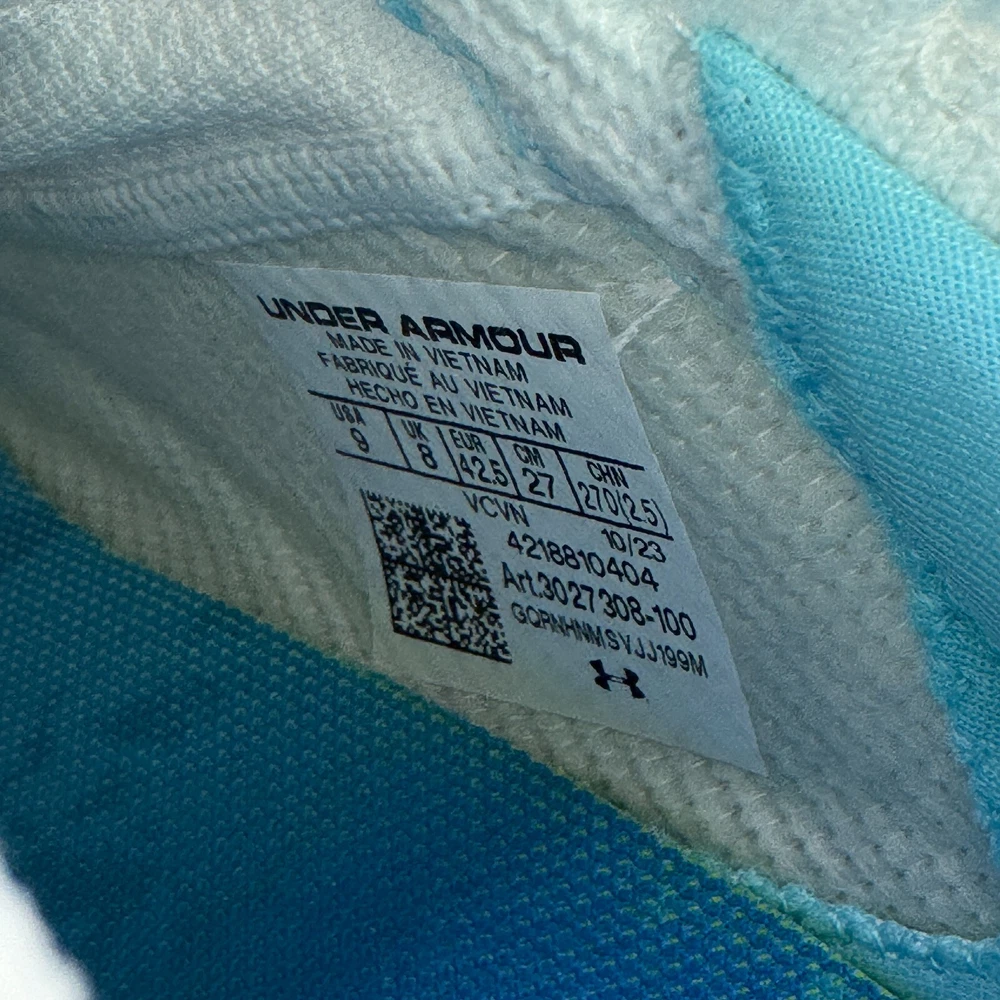 UNDER ARMOUR
MADE IN VIETNAM
FABRIQUÉ AU VIETNAM
HECHO EN VIETNAM
USA UK EUR CM CHN
9 8 42.5 27 270(2.5)
VCVN 10/23
4218810404
Art.3027308-100
GQRNHNMSVJJ199M